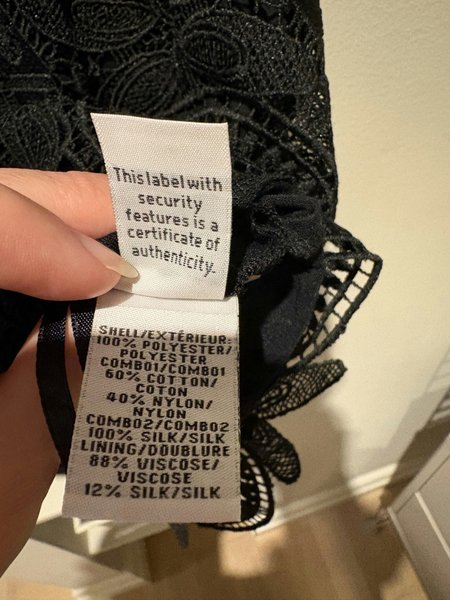 This label with
security
features is a
certificate of
authenticity.
SHELL/EXTÉRIEUR:
100% POLYESTER/
POLYESTER
COMBO1/COMBO1
60% COTTON/
COTON
40% NYLON/
NYLON
COMBO2/COMBO2
100% SILK/SILK
LINING/DOUBLURE
88% VISCOSE/
VISCOSE
12% SILK/SILK